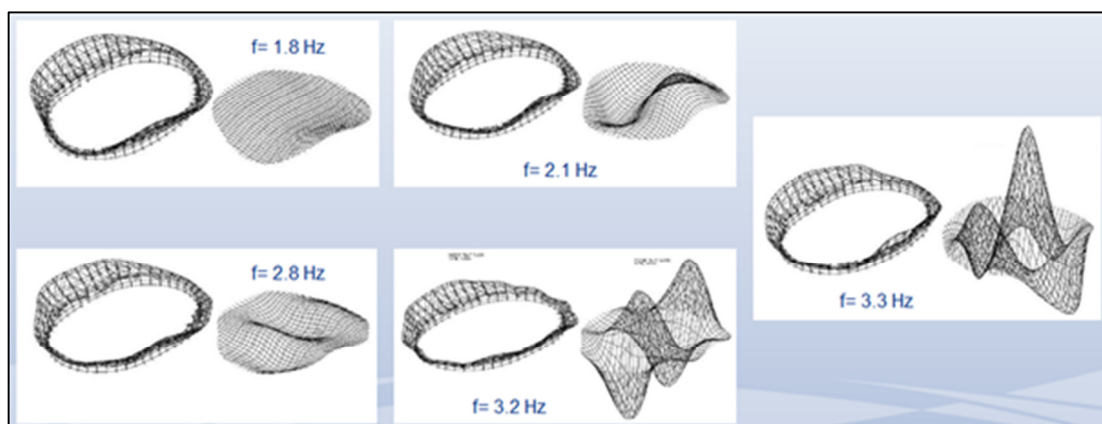 f= 1.8 Hz
f= 2.1 Hz
f= 2.8 Hz
f= 3.2 Hz
f= 3.3 Hz